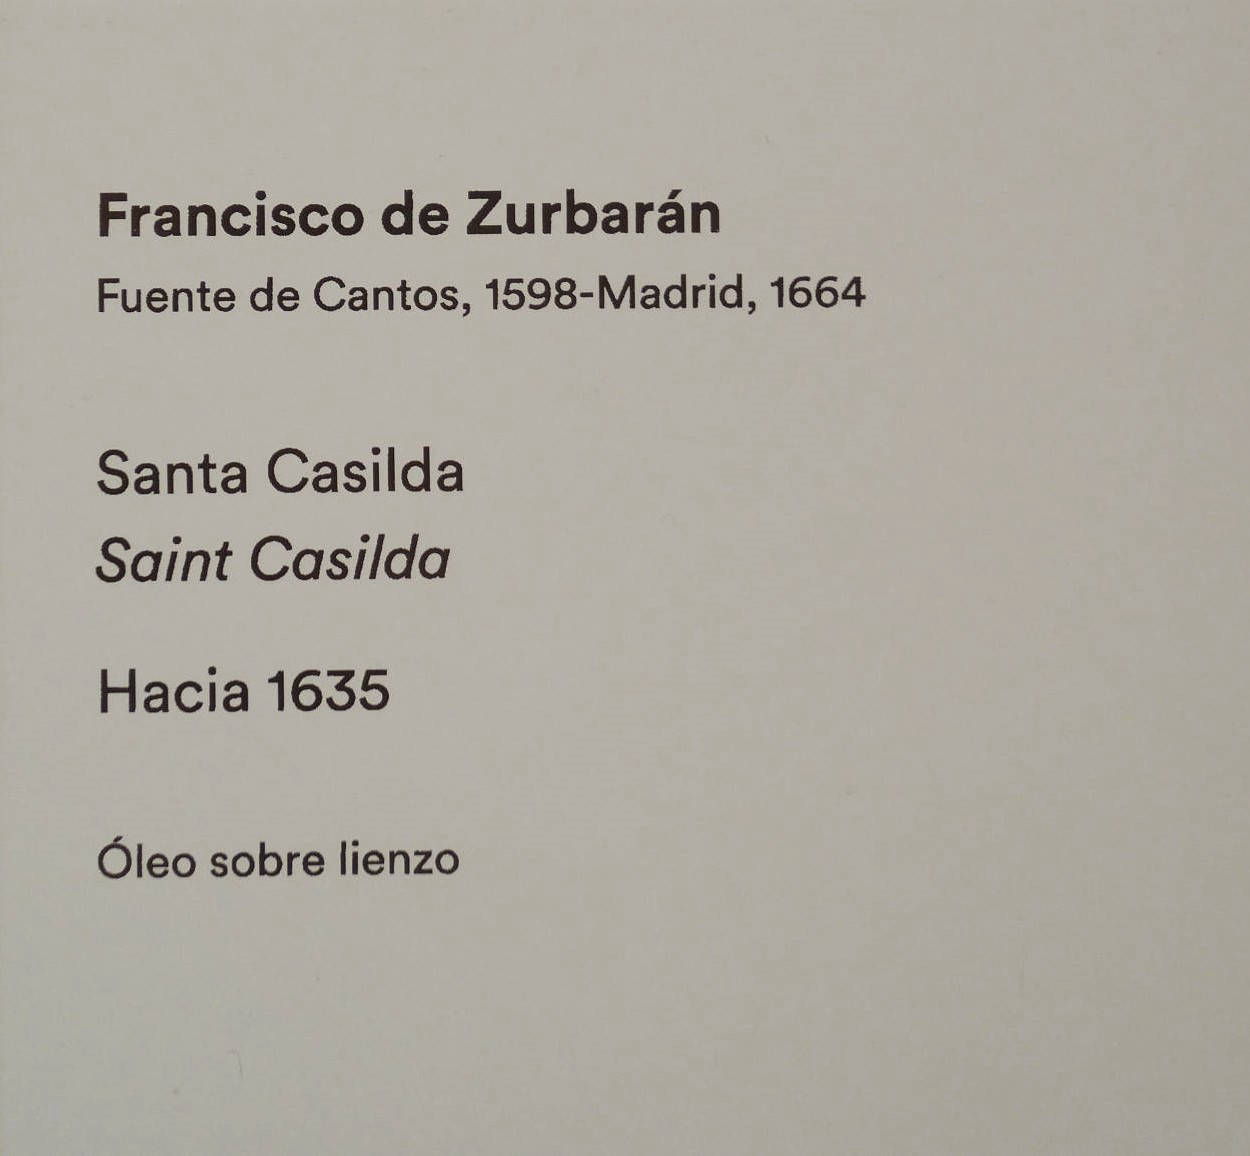 Francisco de Zurbarán
Fuente de Cantos, 1598-Madrid, 1664
Santa Casilda
Saint Casilda
Hacia 1635
Óleo sobre lienzo